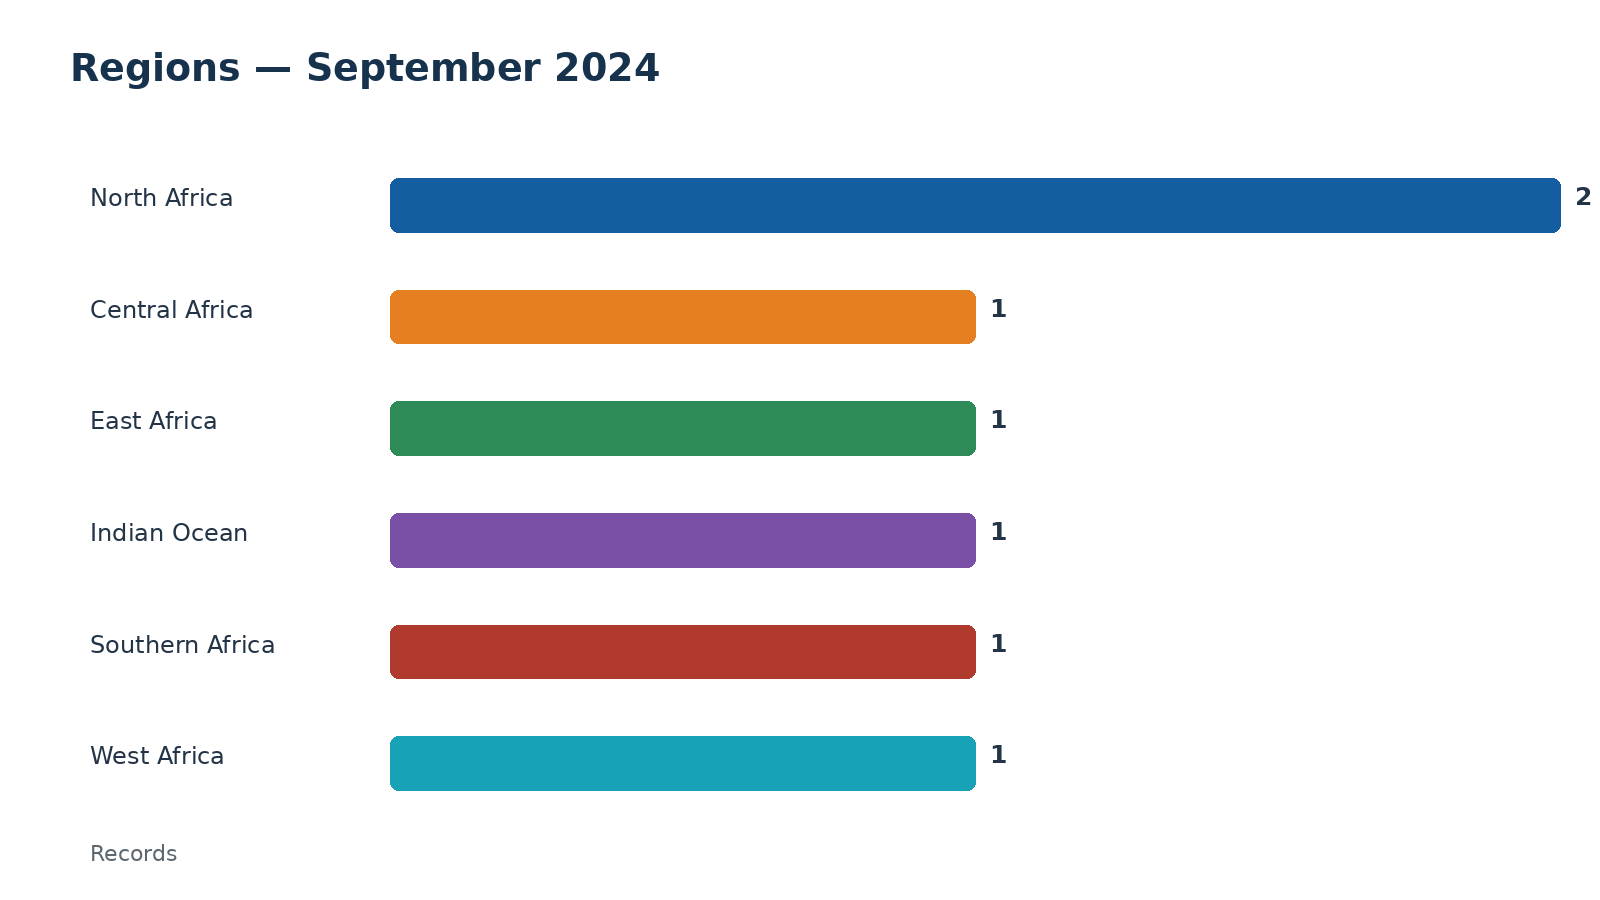 Regions — September 2024
North Africa 2
Central Africa 1
East Africa 1
Indian Ocean 1
Southern Africa 1
West Africa 1
Records